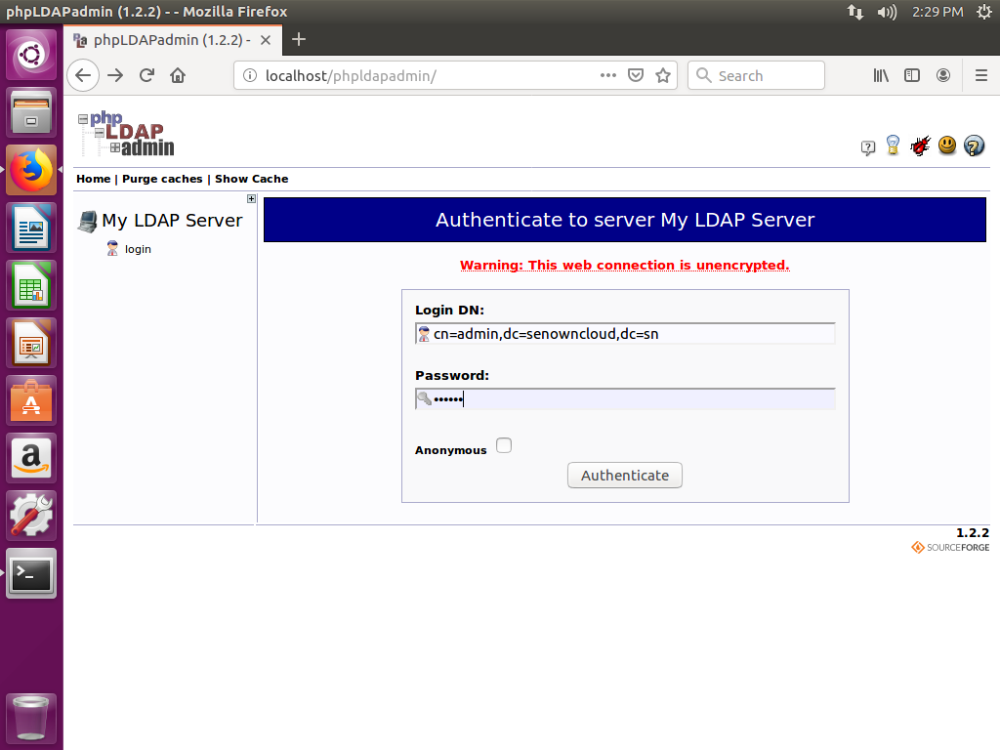 phpLDAPadmin (1.2.2) - - Mozilla Firefox
2:29 PM
phpLDAPadmin (1.2.2) -
localhost/phpldapadmin/
Search
php
LDAP
admin
Home | Purge caches | Show Cache
My LDAP Server
login
Authenticate to server My LDAP Server
Warning: This web connection is unencrypted.
Login DN:
cn=admin,dc=senowncloud,dc=sn
Password:
••••••
Anonymous
Authenticate
1.2.2
SOURCEFORGE